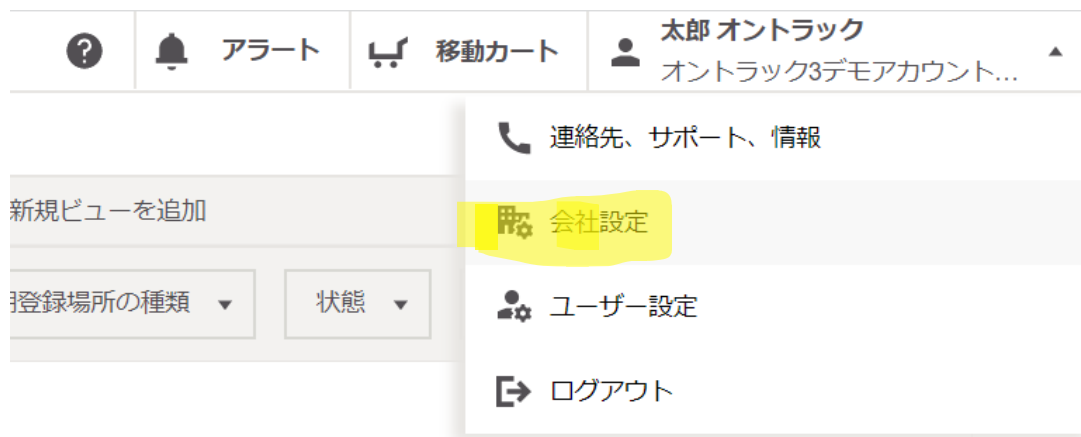 ?
アラート
移動カート
太郎 オントラック
オントラック3デモアカウント...
連絡先、サポート、情報
新規ビューを追加
会社設定
登録場所の種類
状態
ユーザー設定
ログアウト